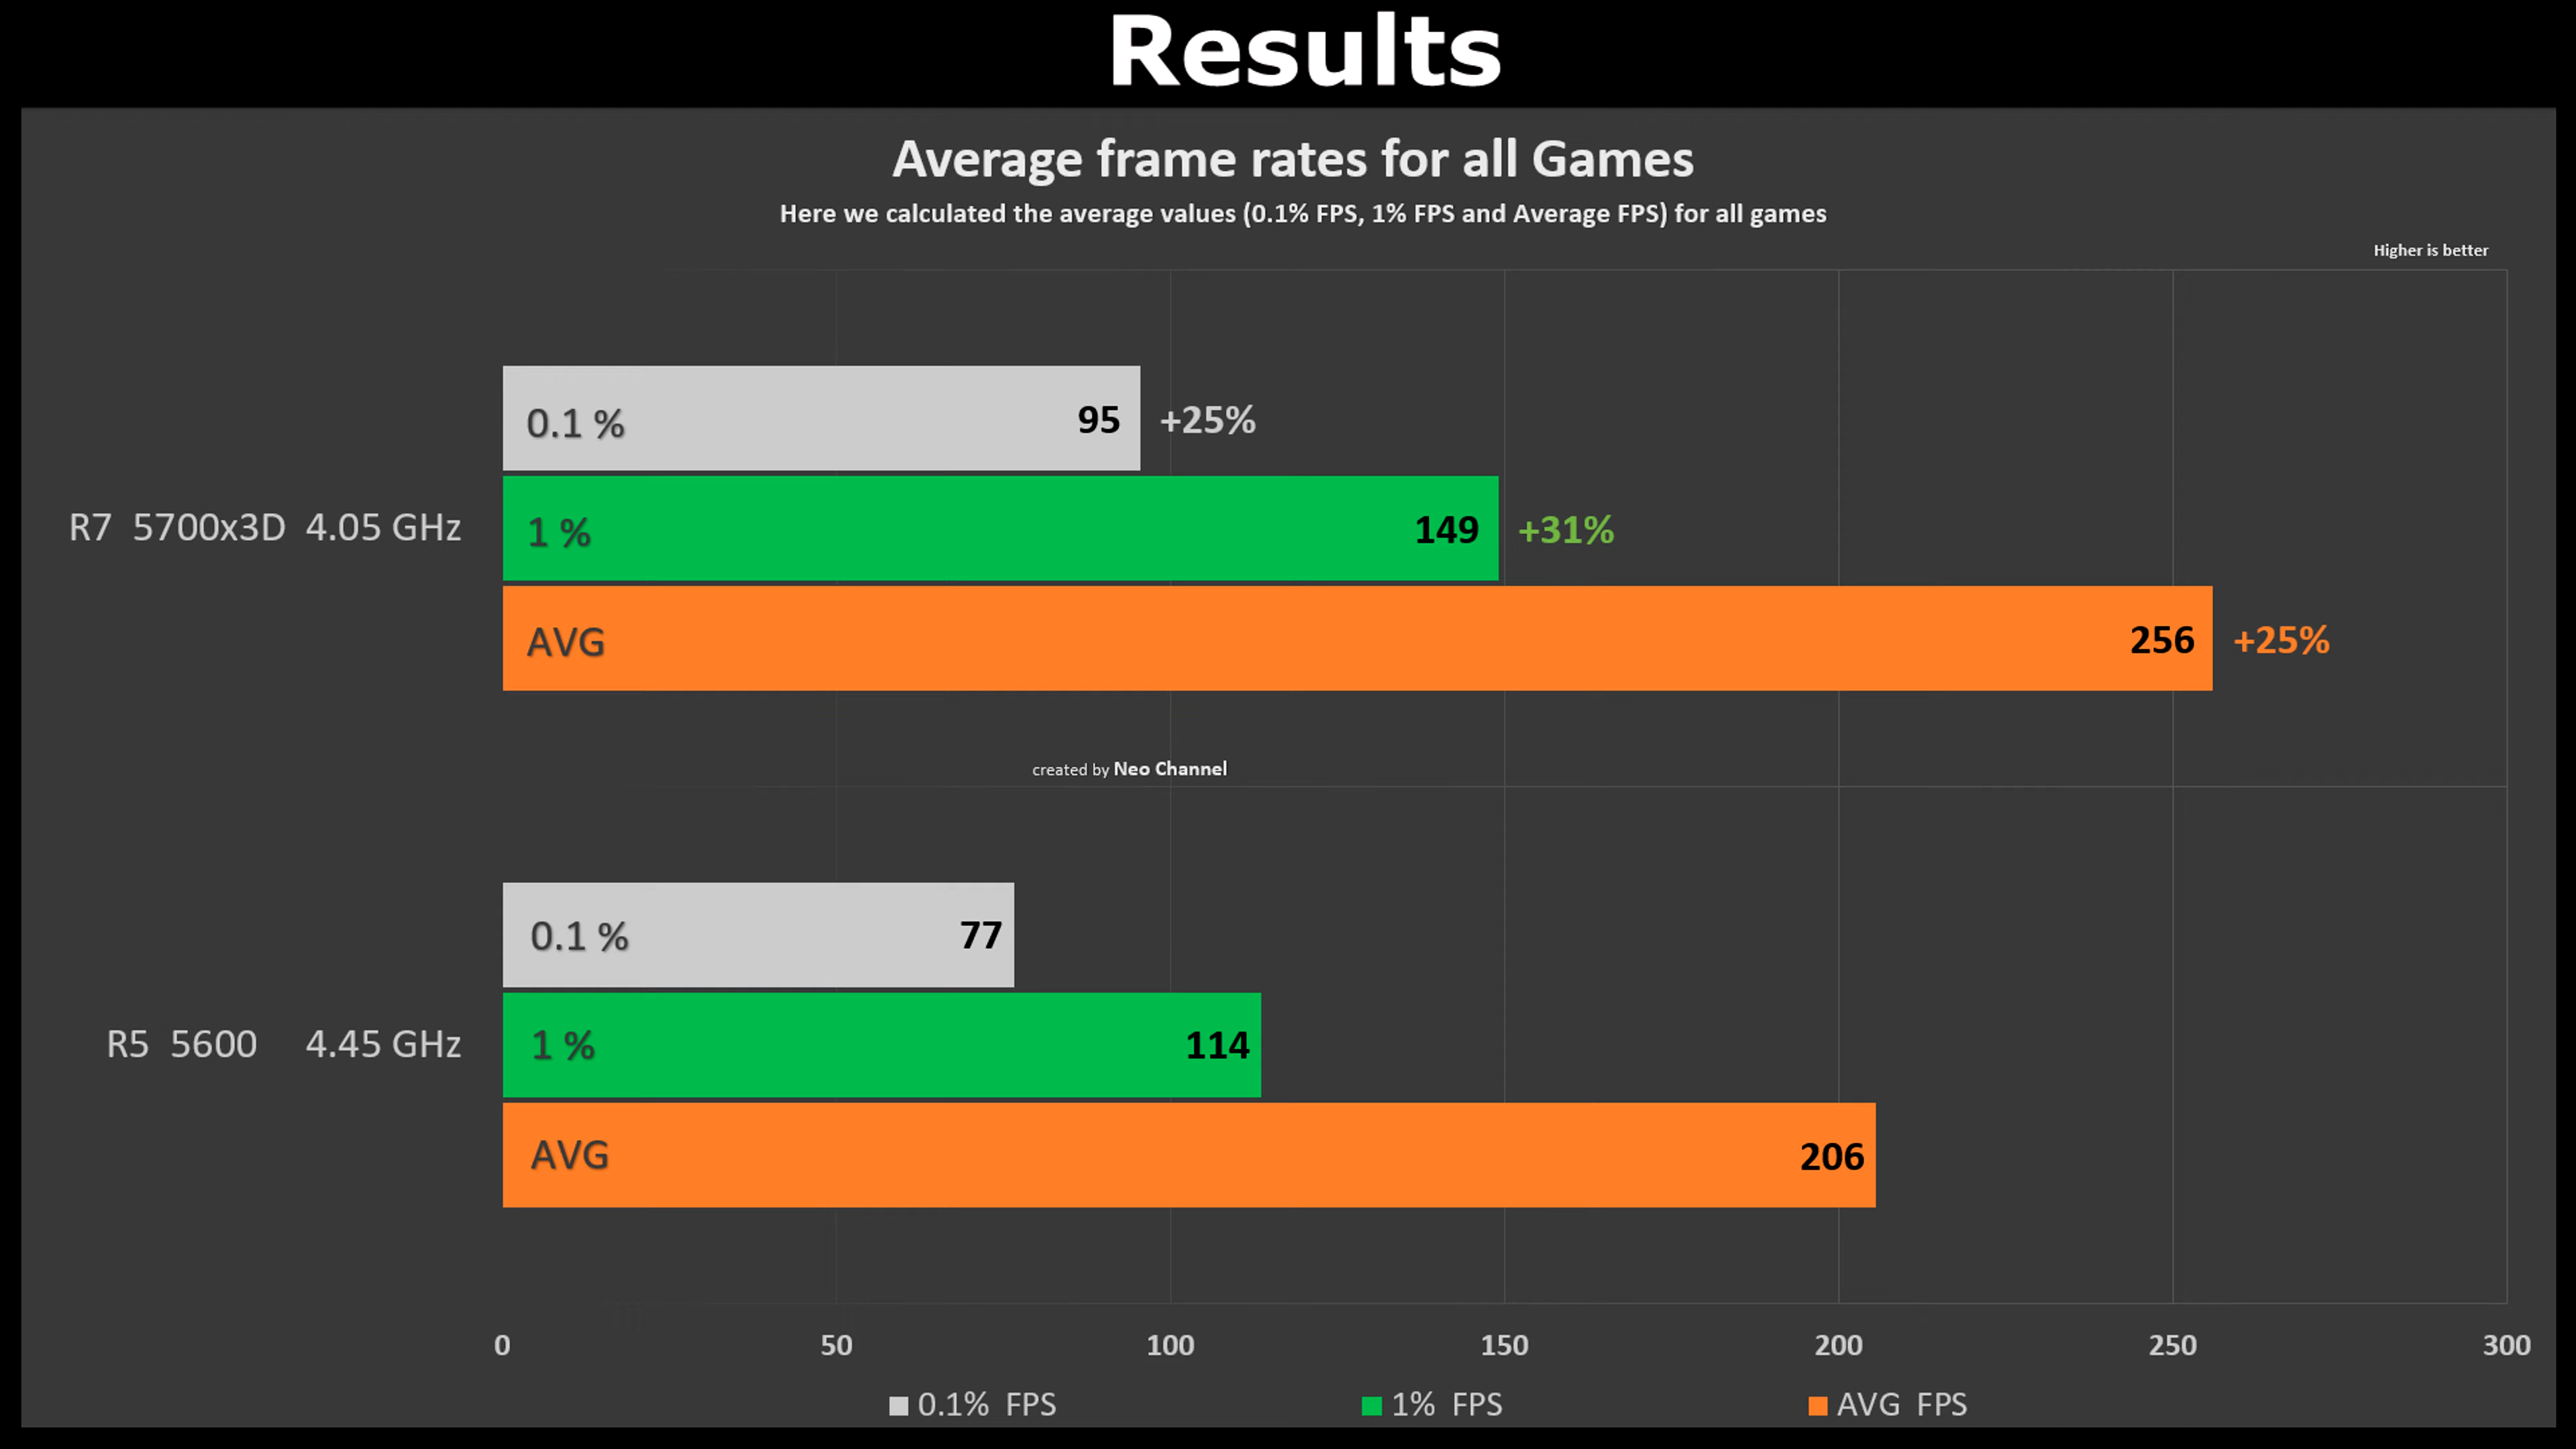 Results
Average frame rates for all Games
Here we calculated the average values (0.1% FPS, 1% FPS and Average FPS) for all games
Higher is better
0.1 % 95 +25%
R7 5700x3D 4.05 GHz 1 % 149 +31%
AVG 256 +25%
created by Neo Channel
0.1 % 77
R5 5600 4.45 GHz 1 % 114
AVG 206
0 50 100 150 200 250 300
0.1% FPS 1% FPS AVG FPS